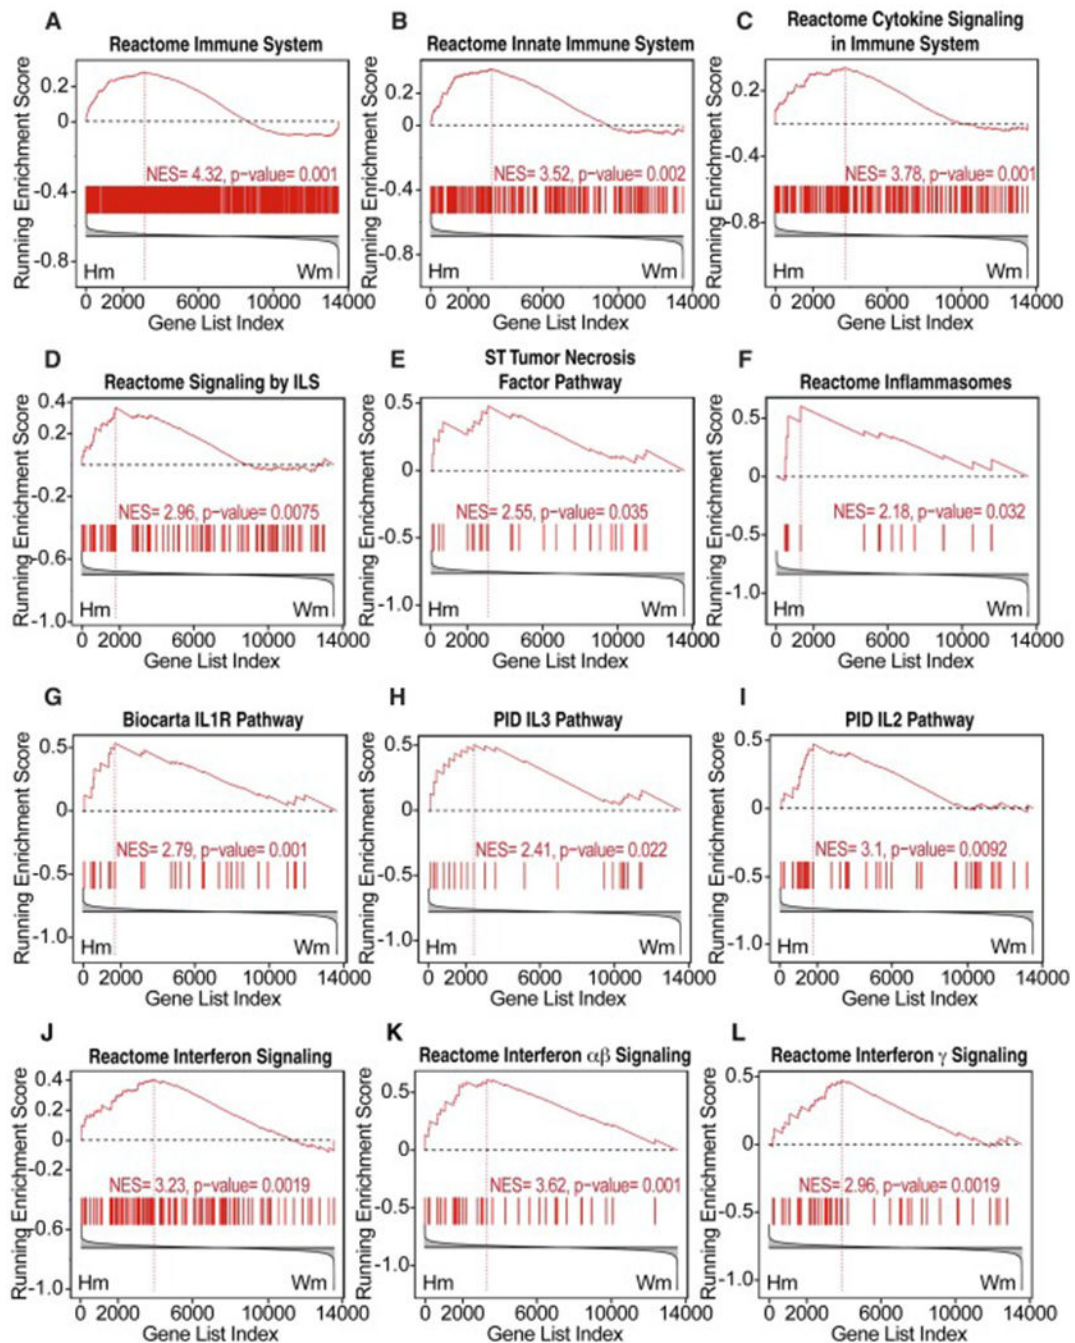 A
Reactome Immune System
Running Enrichment Score
0.2
0
-0.4
-0.8
NES= 4.32, p-value= 0.001
Hm
Wm
0 2000 6000 10000 14000
Gene List Index
B
Reactome Innate Immune System
Running Enrichment Score
0.2
0
-0.4
-0.8
NES= 3.52, p-value= 0.002
Hm
Wm
0 2000 6000 10000 14000
Gene List Index
C
Reactome Cytokine Signaling
in Immune System
Running Enrichment Score
0.2
-0.4
-0.8
NES= 3.78, p-value= 0.001
Hm
Wm
0 2000 6000 10000 14000
Gene List Index
D
Reactome Signaling by ILS
Running Enrichment Score
0.4
0.2
-0.2
-0.6
-1.0
NES= 2.96, p-value= 0.0075
Hm
Wm
0 2000 6000 10000 14000
Gene List Index
E
ST Tumor Necrosis
Factor Pathway
Running Enrichment Score
0.5
0
-0.5
-1.0
NES= 2.55, p-value= 0.035
Hm
Wm
0 2000 6000 10000 14000
Gene List Index
F
Reactome Inflammasomes
Running Enrichment Score
0.5
0
-0.5
-1.0
NES= 2.18, p-value= 0.032
Hm
Wm
0 2000 6000 10000 14000
Gene List Index
G
Biocarta IL1R Pathway
Running Enrichment Score
0.5
0
-0.5
-1.0
NES= 2.79, p-value= 0.001
Hm
Wm
0 2000 6000 10000 14000
Gene List Index
H
PID IL3 Pathway
Running Enrichment Score
0.5
0
-0.5
-1.0
NES= 2.41, p-value= 0.022
Hm
Wm
0 2000 6000 10000 14000
Gene List Index
I
PID IL2 Pathway
Running Enrichment Score
0.5
0
-0.5
-1.0
NES= 3.1, p-value= 0.0092
Hm
Wm
0 2000 6000 10000 14000
Gene List Index
J
Reactome Interferon Signaling
Running Enrichment Score
0.4
0.2
0
-0.2
-0.6
-1.0
NES= 3.23, p-value= 0.0019
Hm
Wm
0 2000 6000 10000 14000
Gene List Index
K
Reactome Interferon αβ Signaling
Running Enrichment Score
0.5
0
-0.5
-1.0
NES= 3.62, p-value= 0.001
Hm
Wm
0 2000 6000 10000 14000
Gene List Index
L
Reactome Interferon γ Signaling
Running Enrichment Score
0.5
0
-0.5
-1.0
NES= 2.96, p-value= 0.0019
Hm
Wm
0 2000 6000 10000 14000
Gene List Index